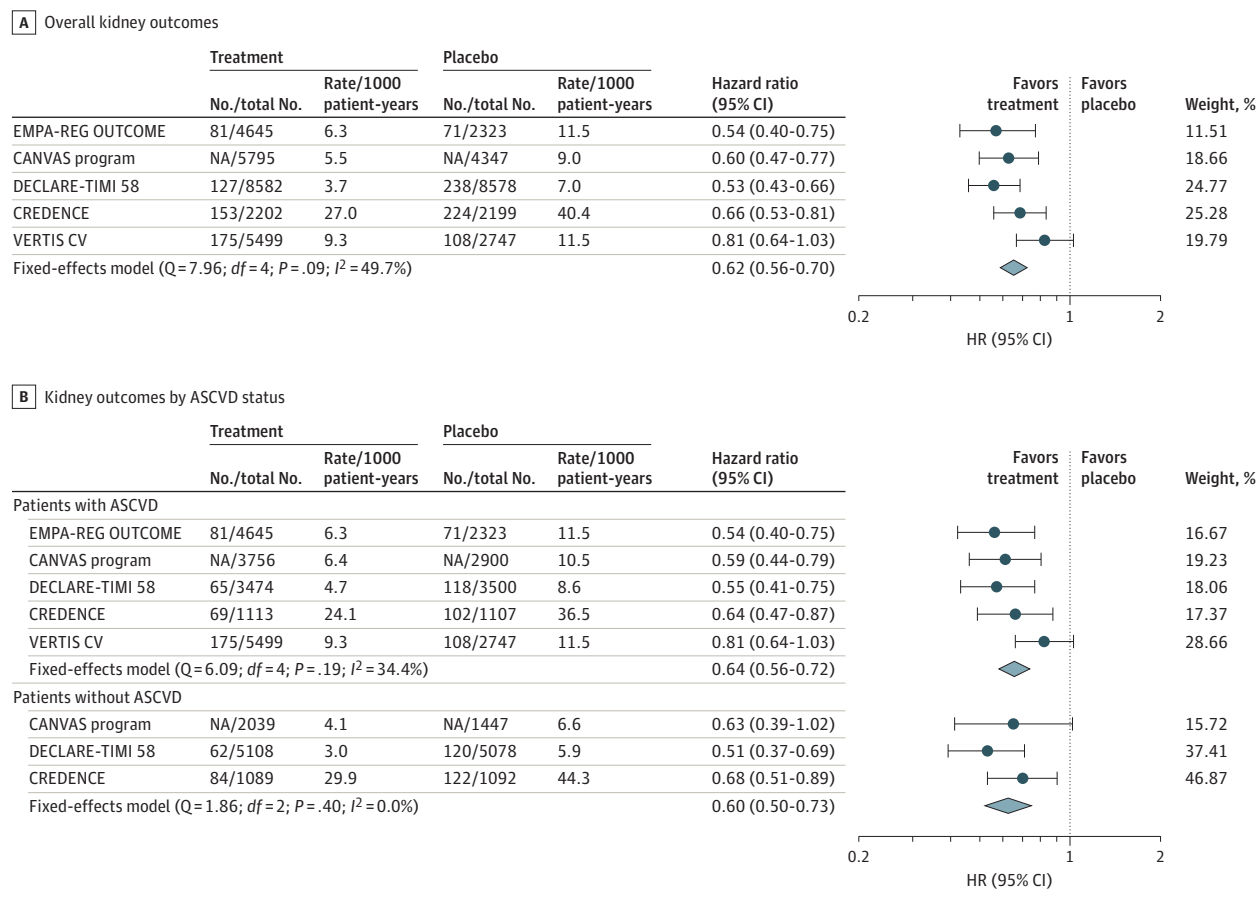 A Overall kidney outcomes
Treatment Placebo
No./total No. Rate/1000 patient-years No./total No. Rate/1000 patient-years Hazard ratio (95% CI) Favors treatment Favors placebo Weight, %
EMPA-REG OUTCOME 81/4645 6.3 71/2323 11.5 0.54 (0.40-0.75) 11.51
CANVAS program NA/5795 5.5 NA/4347 9.0 0.60 (0.47-0.77) 18.66
DECLARE-TIMI 58 127/8582 3.7 238/8578 7.0 0.53 (0.43-0.66) 24.77
CREDENCE 153/2202 27.0 224/2199 40.4 0.66 (0.53-0.81) 25.28
VERTIS CV 175/5499 9.3 108/2747 11.5 0.81 (0.64-1.03) 19.79
Fixed-effects model (Q = 7.96; df = 4; P = .09; I² = 49.7%) 0.62 (0.56-0.70)
0.2 1 2
HR (95% CI)
B Kidney outcomes by ASCVD status
Treatment Placebo
No./total No. Rate/1000 patient-years No./total No. Rate/1000 patient-years Hazard ratio (95% CI) Favors treatment Favors placebo Weight, %
Patients with ASCVD
EMPA-REG OUTCOME 81/4645 6.3 71/2323 11.5 0.54 (0.40-0.75) 16.67
CANVAS program NA/3756 6.4 NA/2900 10.5 0.59 (0.44-0.79) 19.23
DECLARE-TIMI 58 65/3474 4.7 118/3500 8.6 0.55 (0.41-0.75) 18.06
CREDENCE 69/1113 24.1 102/1107 36.5 0.64 (0.47-0.87) 17.37
VERTIS CV 175/5499 9.3 108/2747 11.5 0.81 (0.64-1.03) 28.66
Fixed-effects model (Q = 6.09; df = 4; P = .19; I² = 34.4%) 0.64 (0.56-0.72)
Patients without ASCVD
CANVAS program NA/2039 4.1 NA/1447 6.6 0.63 (0.39-1.02) 15.72
DECLARE-TIMI 58 62/5108 3.0 120/5078 5.9 0.51 (0.37-0.69) 37.41
CREDENCE 84/1089 29.9 122/1092 44.3 0.68 (0.51-0.89) 46.87
Fixed-effects model (Q = 1.86; df = 2; P = .40; I² = 0.0%) 0.60 (0.50-0.73)
0.2 1 2
HR (95% CI)